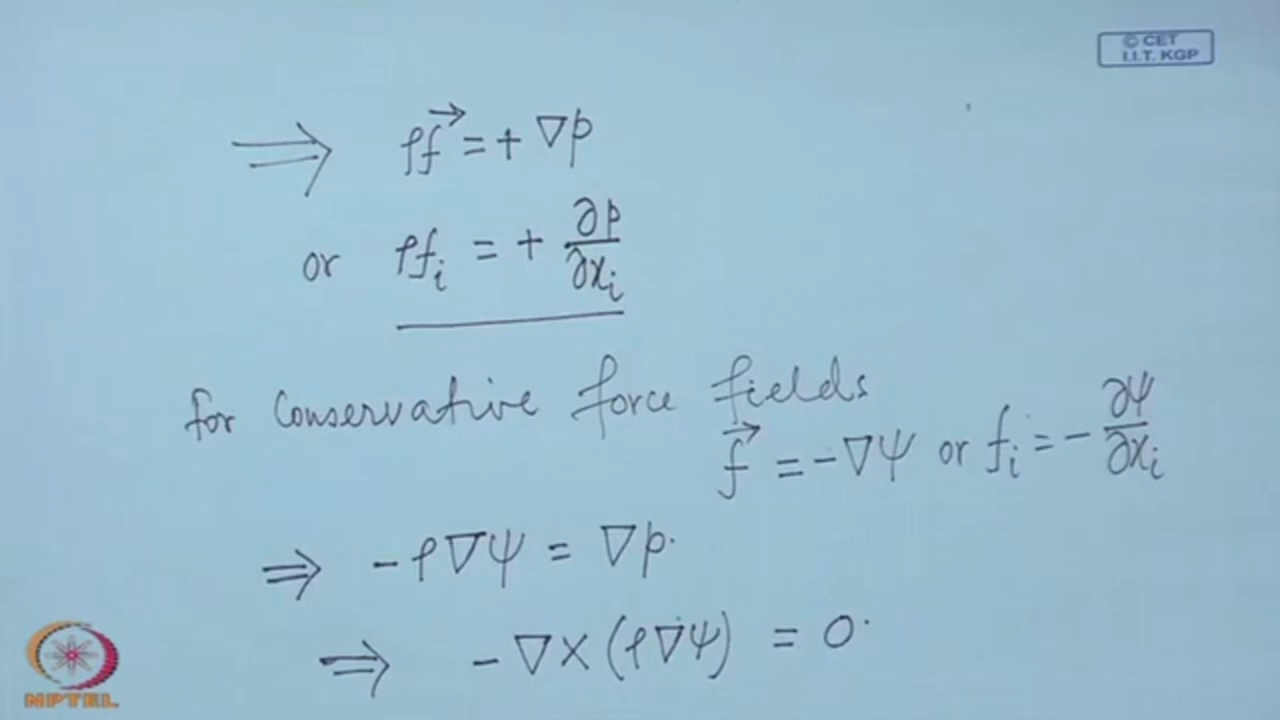 © CET
I.I.T. KGP
⇒ ρf⃗ = + ∇p
or ρfᵢ = + ∂p/∂xᵢ
for conservative force fields
f⃗ = -∇ψ or fᵢ = - ∂ψ/∂xᵢ
⇒ -ρ∇ψ = ∇p.
⇒ -∇×(ρ∇ψ) = 0.
NPTEL